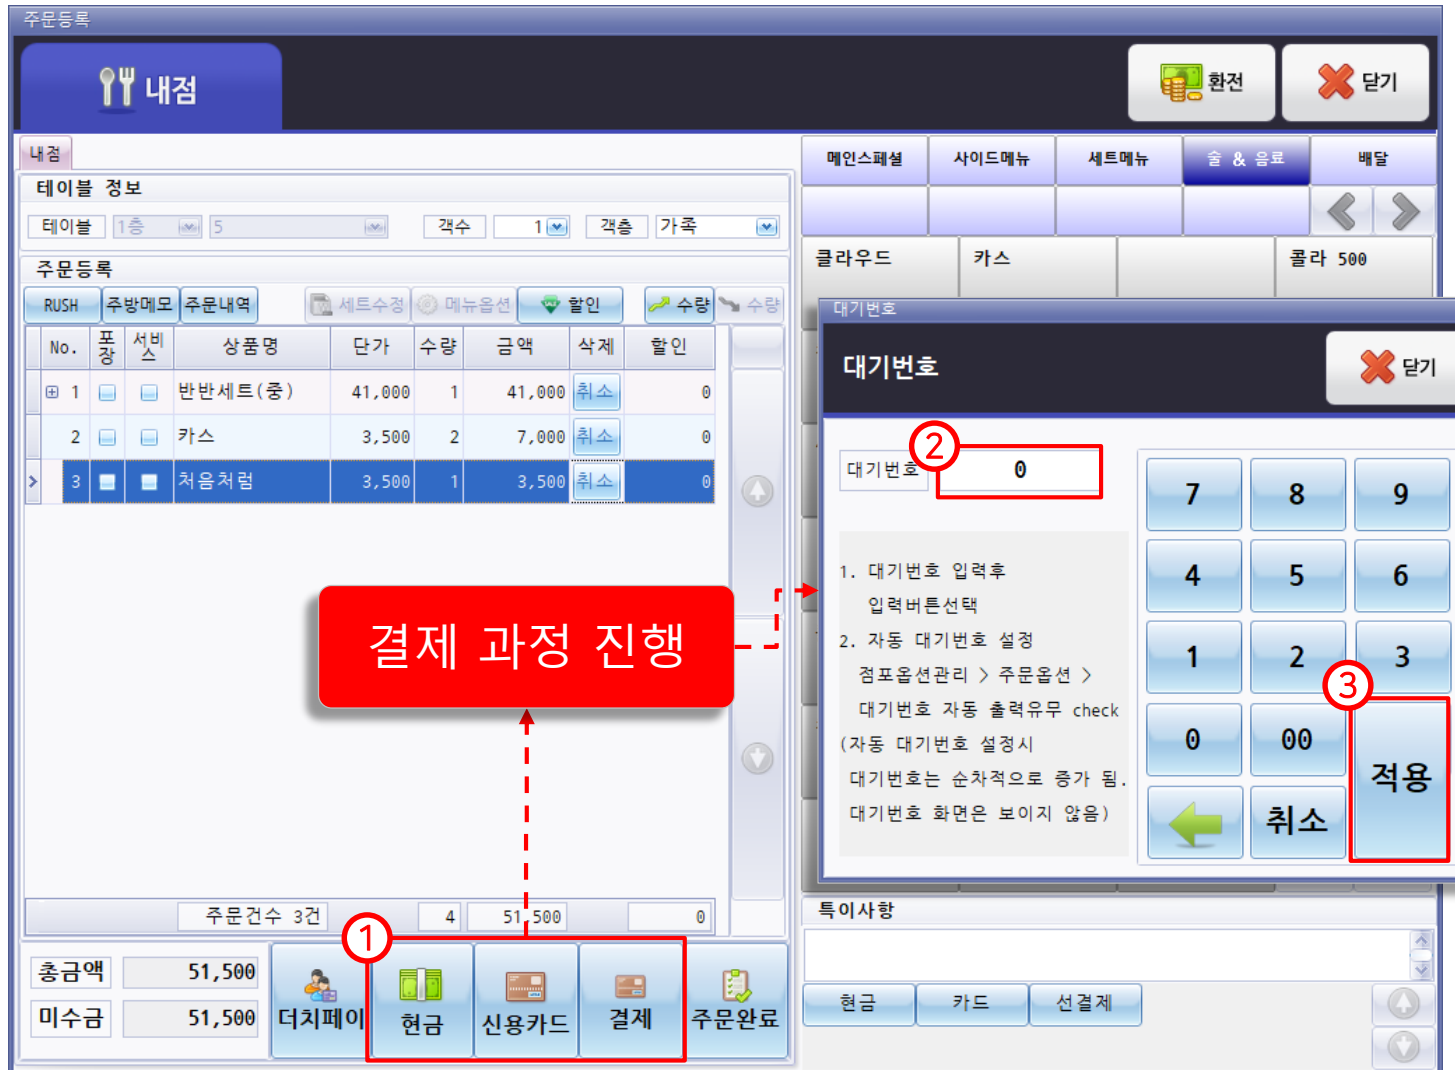 주문등록
내점
환전
닫기
내점
테이블 정보
테이블 1층 5 객수 1 객층 가족
주문등록
RUSH 주방메모 주문내역 세트수정 메뉴옵션 할인 수량 수량
No. 포장 서비스 상품명 단가 수량 금액 삭제 할인
1 반반세트(중) 41,000 1 41,000 취소 0
2 카스 3,500 2 7,000 취소 0
3 처음처럼 3,500 1 3,500 취소 0
결제 과정 진행
주문건수 3건 4 51,500 0
①
총금액 51,500
미수금 51,500
더치페이 현금 신용카드 결제 주문완료
메인스페셜 사이드메뉴 세트메뉴 술 & 음료 배달
클라우드 카스 콜라 500
대기번호
대기번호
닫기
②
대기번호 0
1. 대기번호 입력후
입력버튼선택
2. 자동 대기번호 설정
점포옵션관리 > 주문옵션 >
대기번호 자동 출력유무 check
(자동 대기번호 설정시
대기번호는 순차적으로 증가 됨.
대기번호 화면은 보이지 않음)
7 8 9
4 5 6
1 2 3
③
0 00
적용
취소
특이사항
현금 카드 선결제